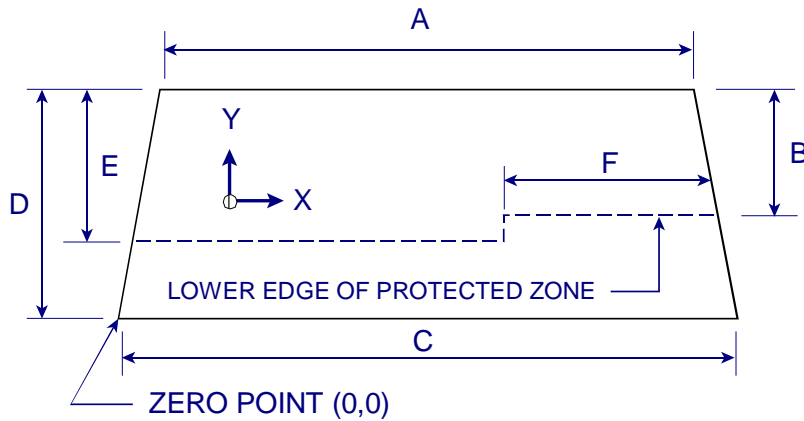 A
Y
E
B
F
D
X
LOWER EDGE OF PROTECTED ZONE
C
ZERO POINT (0,0)